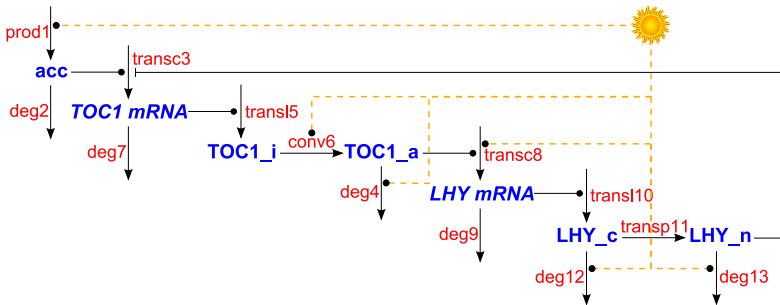 prod1
transc3
acc
deg2
TOC1 mRNA
transl5
deg7
conv6
TOC1_i
TOC1_a
transc8
deg4
LHY mRNA
transl10
deg9
transp11
LHY_c
LHY_n
deg12
deg13